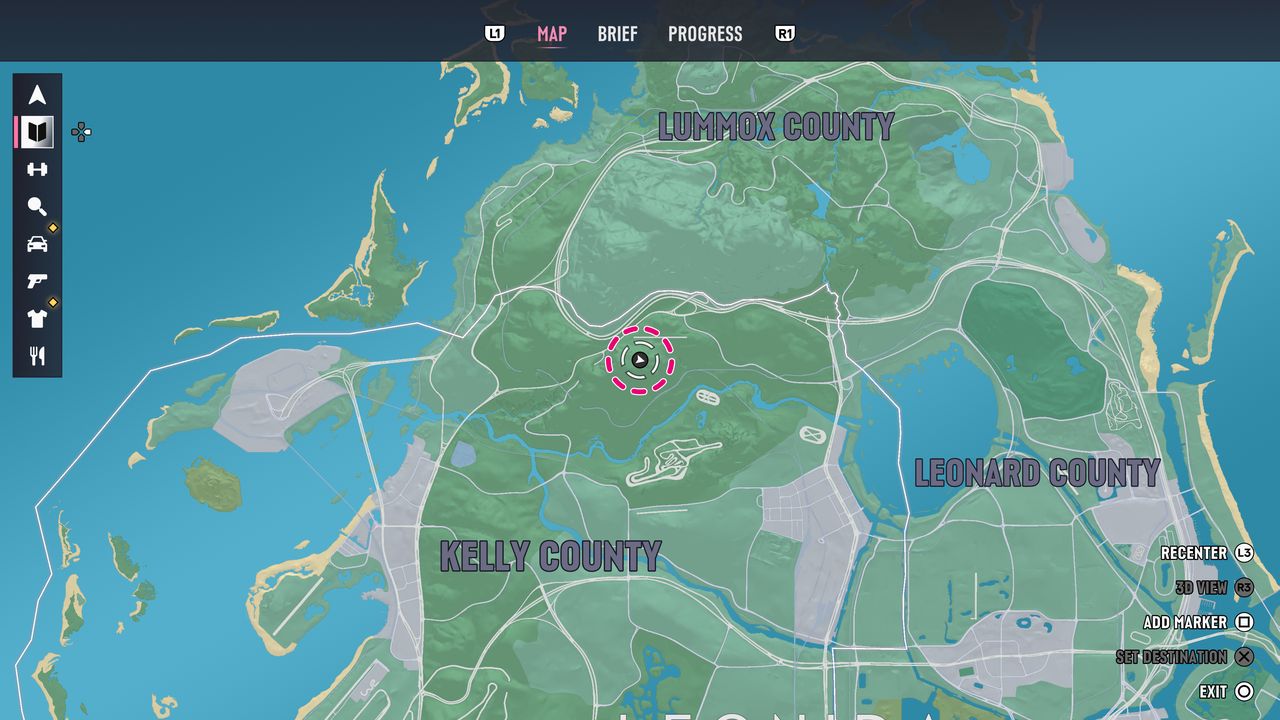 L1 MAP BRIEF PROGRESS R1
LUMMOX COUNTY
LEONARD COUNTY
KELLY COUNTY
RECENTER L3
3D VIEW R3
ADD MARKER
SET DESTINATION
EXIT